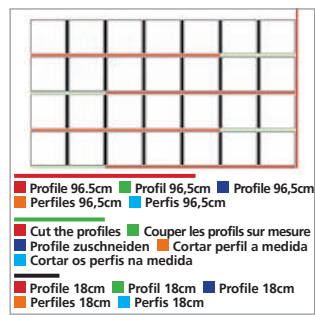 Profile 96.5cm Profil 96,5cm Profile 96,5cm
Perfiles 96,5cm Perfis 96,5cm
Cut the profiles Couper les profils sur mesure
Profile zuschneiden Cortar perfil a medida
Cortar os perfis na medida
Profile 18cm Profil 18cm Profile 18cm
Perfiles 18cm Perfis 18cm